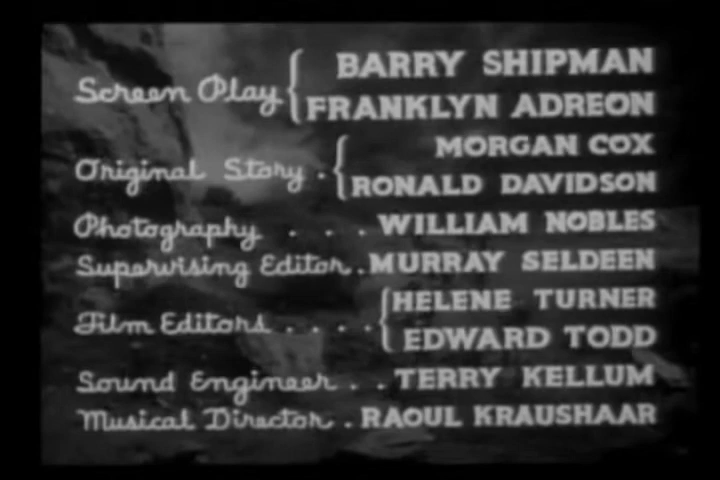 Screen Play { BARRY SHIPMAN
FRANKLYN ADREON
Original Story . { MORGAN COX
RONALD DAVIDSON
Photography . . . WILLIAM NOBLES
Supervising Editor . MURRAY SELDEEN
Film Editors . . . . { HELENE TURNER
EDWARD TODD
Sound Engineer . . TERRY KELLUM
Musical Director . RAOUL KRAUSHAAR